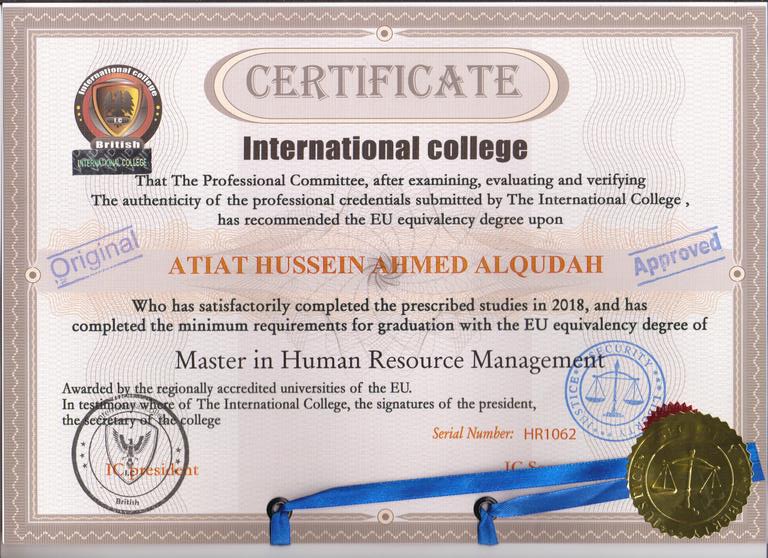 CERTIFICATE
International college
I.C
British
INTERNATIONAL COLLEGE
International college
That The Professional Committee, after examining, evaluating and verifying
The authenticity of the professional credentials submitted by The International College ,
has recommended the EU equivalency degree upon
Original
Approved
ATIAT HUSSEIN AHMED ALQUDAH
Who has satisfactorily completed the prescribed studies in 2018, and has
completed the minimum requirements for graduation with the EU equivalency degree of
Master in Human Resource Management
Awarded by the regionally accredited universities of the EU.
In testimony where of The International College, the signatures of the president,
the secretary of the college
Serial Number: HR1062
SECURITY
JUSTICE
IC president
I.C
British
IC S